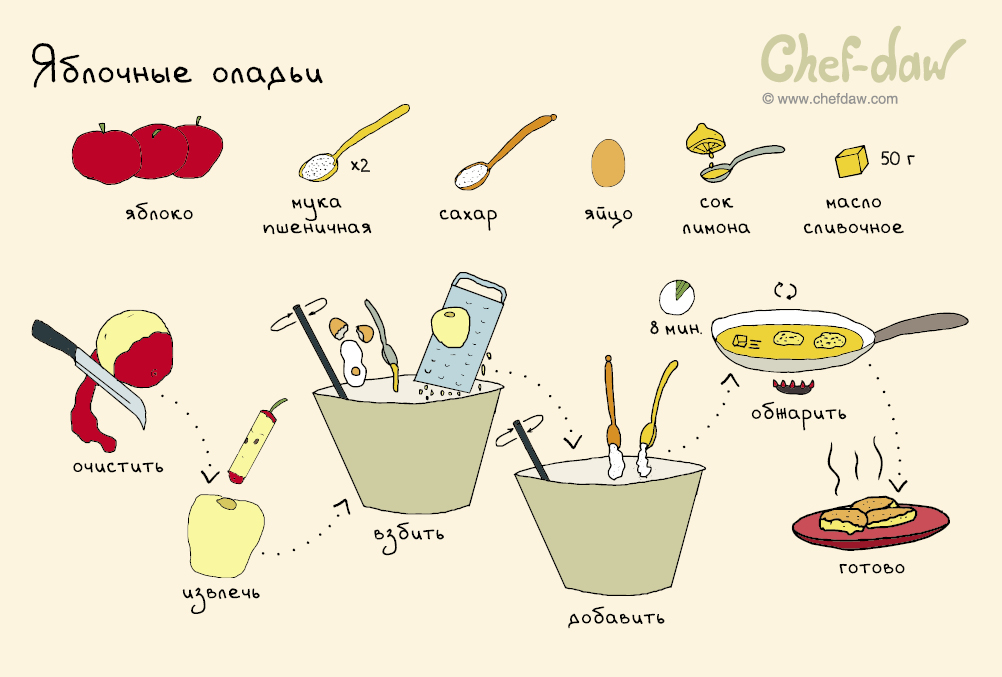 Яблочные оладьи
Chef-daw
© www.chefdaw.com
яблоко
x2
мука
пшеничная
сахар
яйцо
сок
лимона
50 г
масло
сливочное
очистить
извлечь
взбить
добавить
8 мин.
обжарить
готово